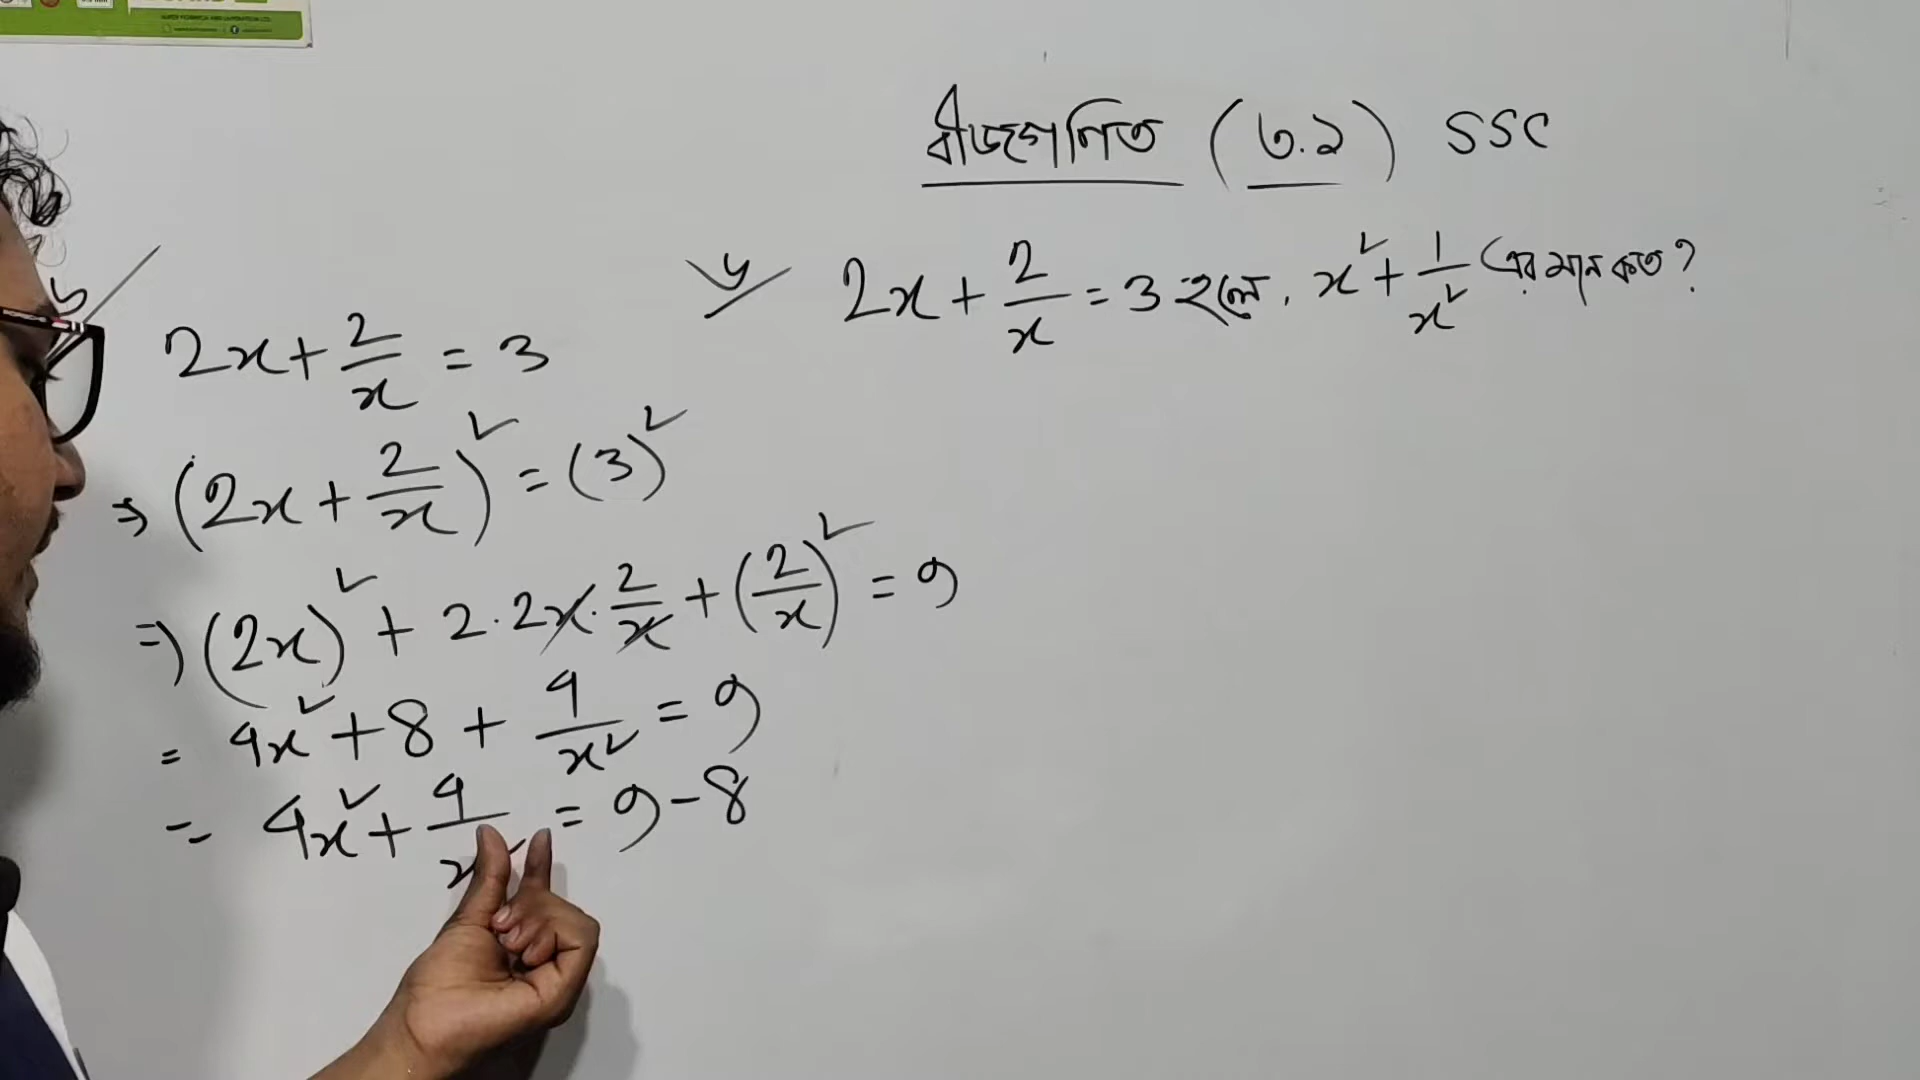 বীজগণিত (৩.১) SSC
৬ 2x + 2/x = 3 হলে, x² + 1/x² এর মান কত?
৬
2x + 2/x = 3
⇒ (2x + 2/x)² = (3)²
⇒ (2x)² + 2·2x·2/x + (2/x)² = 9
= 4x² + 8 + 4/x² = 9
= 4x² + 4/x² = 9 - 8